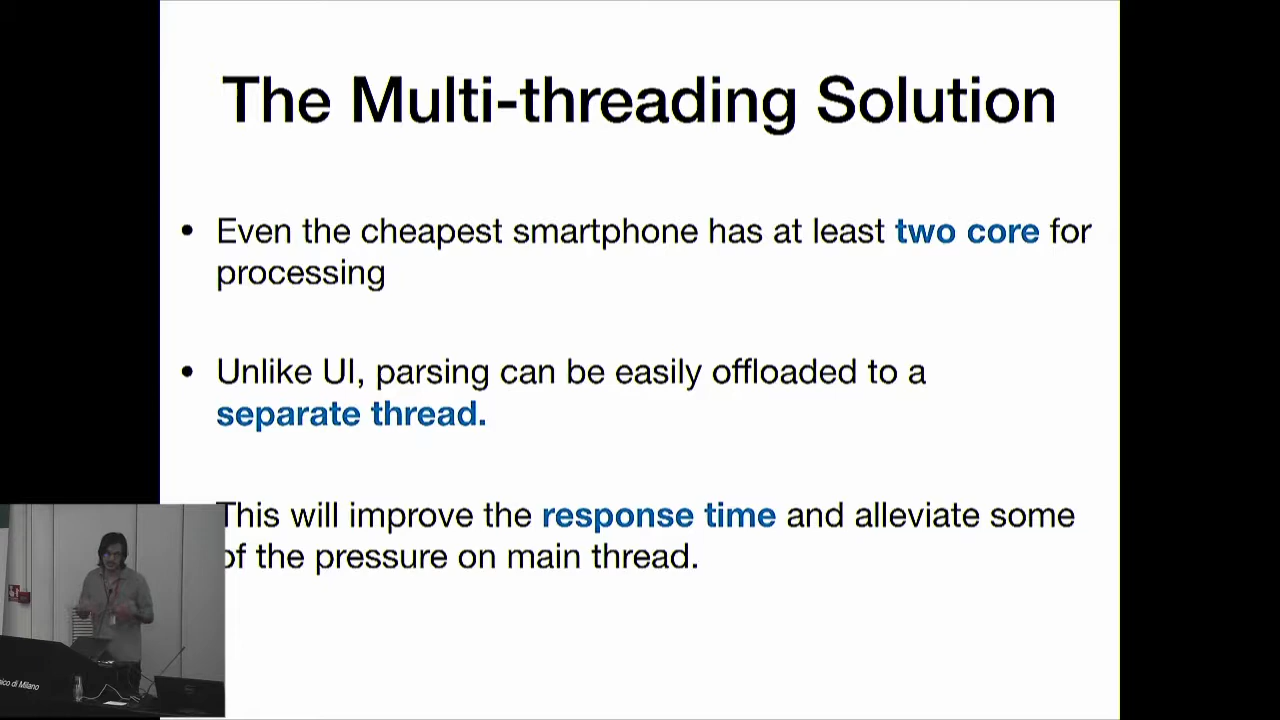 The Multi-threading Solution
• Even the cheapest smartphone has at least two core for
processing
• Unlike UI, parsing can be easily offloaded to a
separate thread.
This will improve the response time and alleviate some
of the pressure on main thread.
di Milano